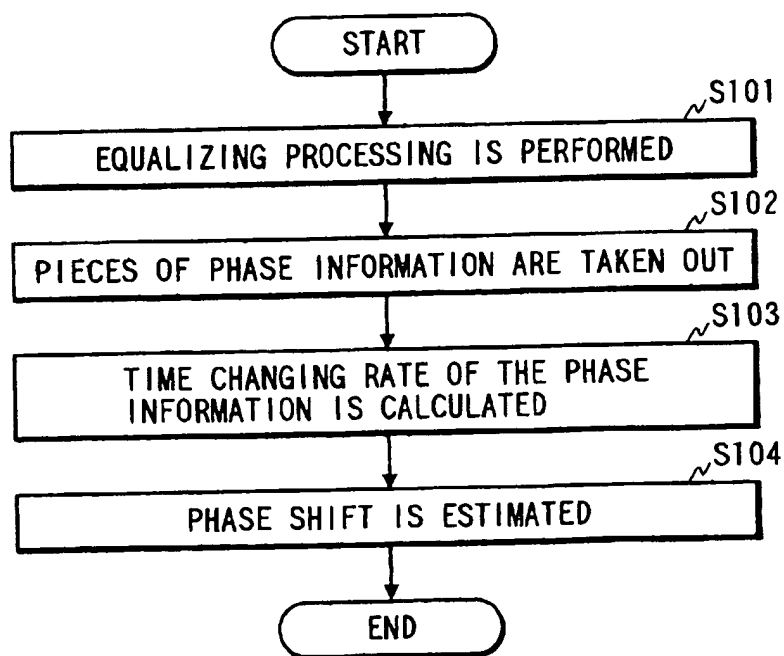 START
S101
EQUALIZING PROCESSING IS PERFORMED
S102
PIECES OF PHASE INFORMATION ARE TAKEN OUT
S103
TIME CHANGING RATE OF THE PHASE
INFORMATION IS CALCULATED
S104
PHASE SHIFT IS ESTIMATED
END